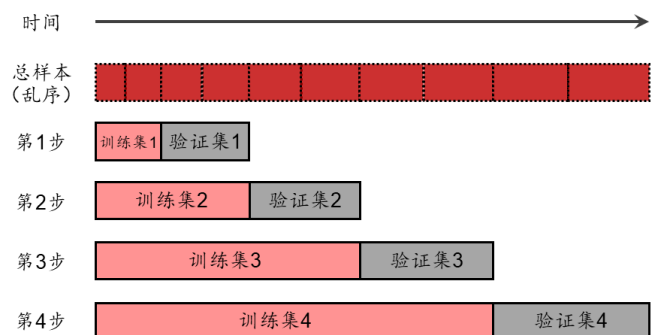 时间
总样本
（乱序）
第1步
训练集1 验证集1
第2步
训练集2 验证集2
第3步
训练集3 验证集3
第4步
训练集4 验证集4